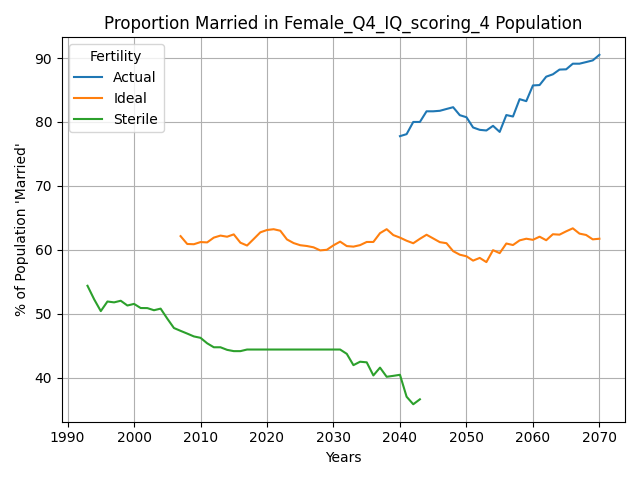 Proportion Married in Female_Q4_IQ_scoring_4 Population
% of Population 'Married'
90
80
70
60
50
40
Fertility
Actual
Ideal
Sterile
1990 2000 2010 2020 2030 2040 2050 2060 2070
Years